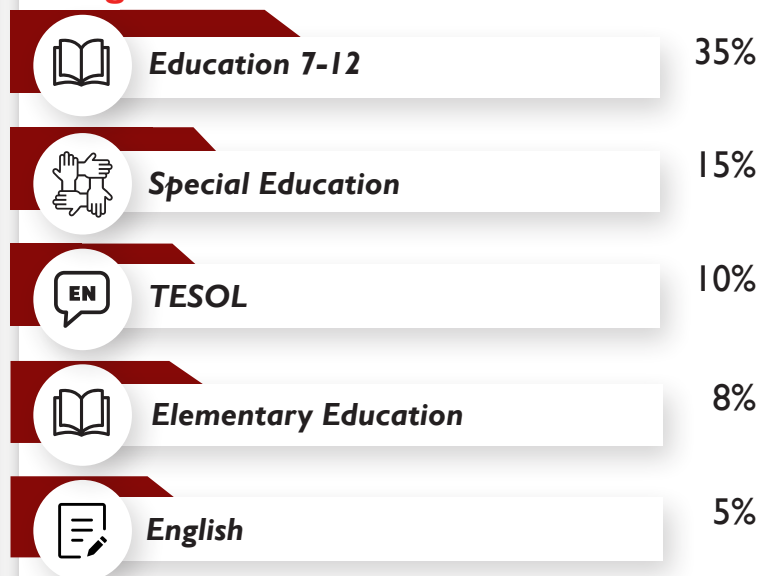 Education 7-12
35%
Special Education
15%
EN
TESOL
10%
Elementary Education
8%
English
5%